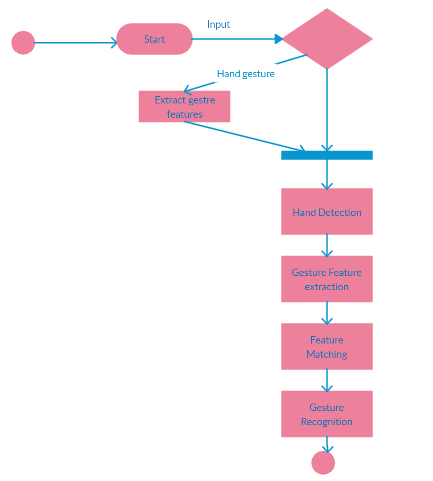 Input
Start
Hand gesture
Extract gestre
features
Hand Detection
Gesture Feature
extraction
Feature
Matching
Gesture
Recognition